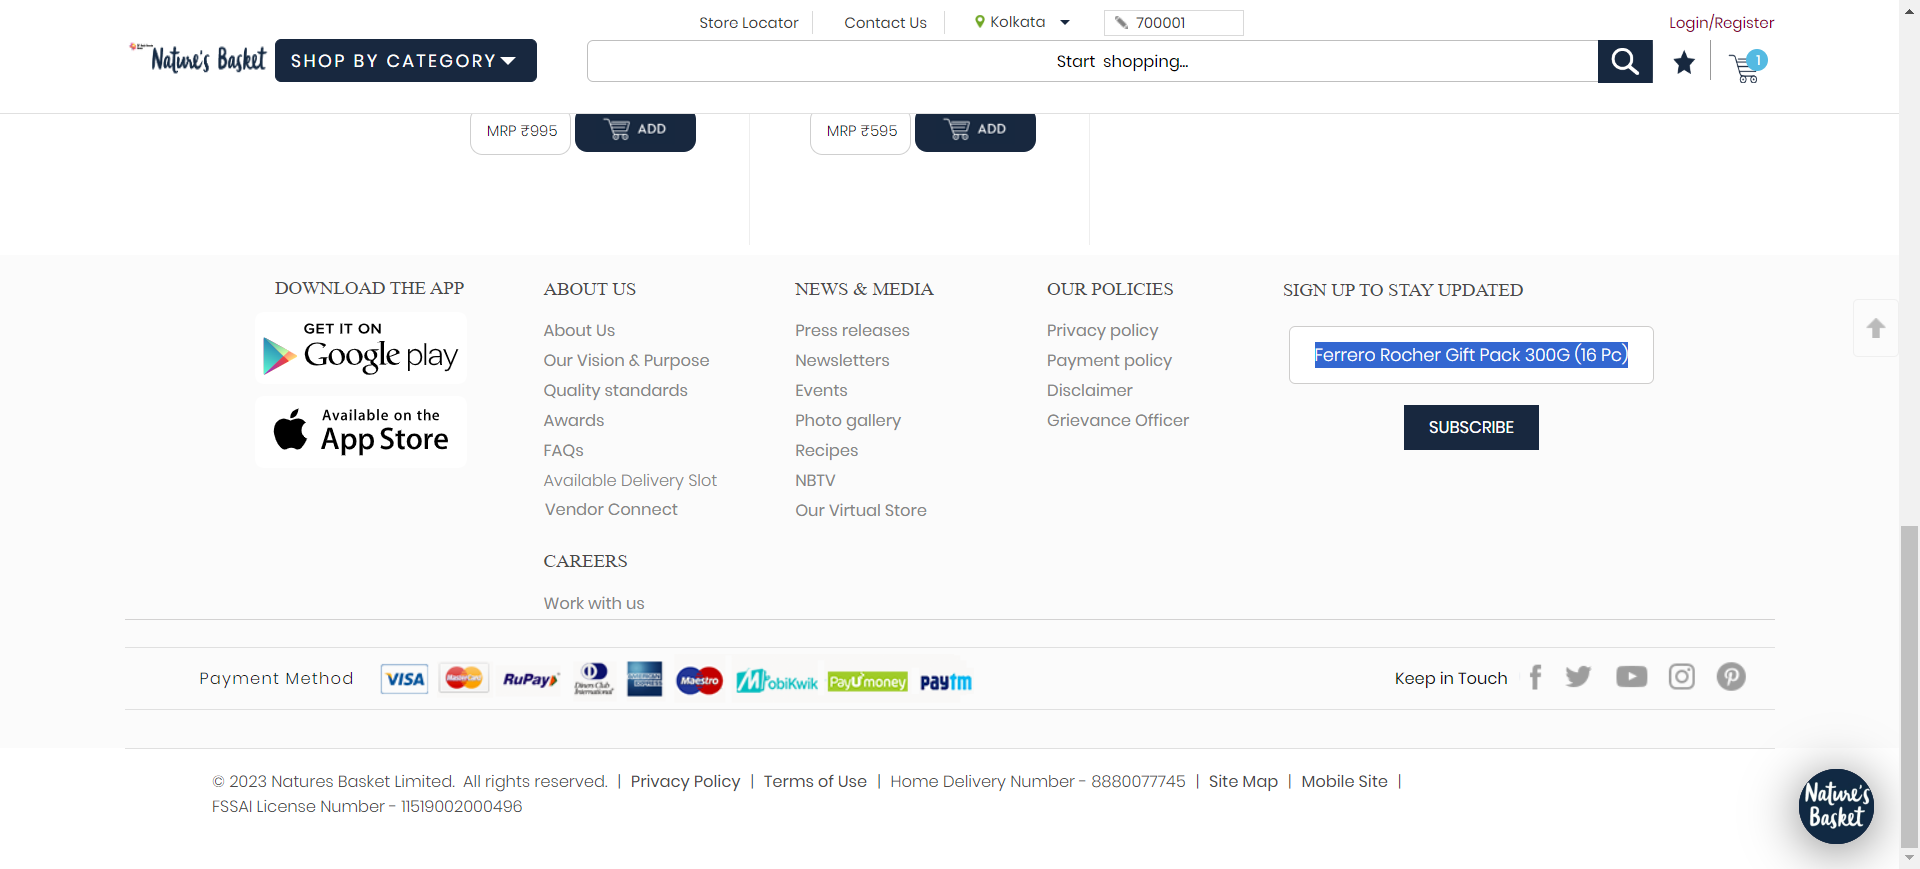 Store Locator
Contact Us
Kolkata
700001
Login/Register
Nature's Basket
SHOP BY CATEGORY
Start shopping...
1
MRP ₹995
ADD
MRP ₹595
ADD
DOWNLOAD THE APP
GET IT ON
Google play
Available on the
App Store
ABOUT US
About Us
Our Vision & Purpose
Quality standards
Awards
FAQs
Available Delivery Slot
Vendor Connect
CAREERS
Work with us
NEWS & MEDIA
Press releases
Newsletters
Events
Photo gallery
Recipes
NBTV
Our Virtual Store
OUR POLICIES
Privacy policy
Payment policy
Disclaimer
Grievance Officer
SIGN UP TO STAY UPDATED
Ferrero Rocher Gift Pack 300G (16 Pc)
SUBSCRIBE
Payment Method
VISA
MasterCard
RuPay
Diners Club International
AMERICAN EXPRESS
Maestro
MobiKwik
PayUmoney
paytm
Keep in Touch
© 2023 Natures Basket Limited. All rights reserved. | Privacy Policy | Terms of Use | Home Delivery Number - 8880077745 | Site Map | Mobile Site |
FSSAI License Number - 11519002000496
Nature's
Basket